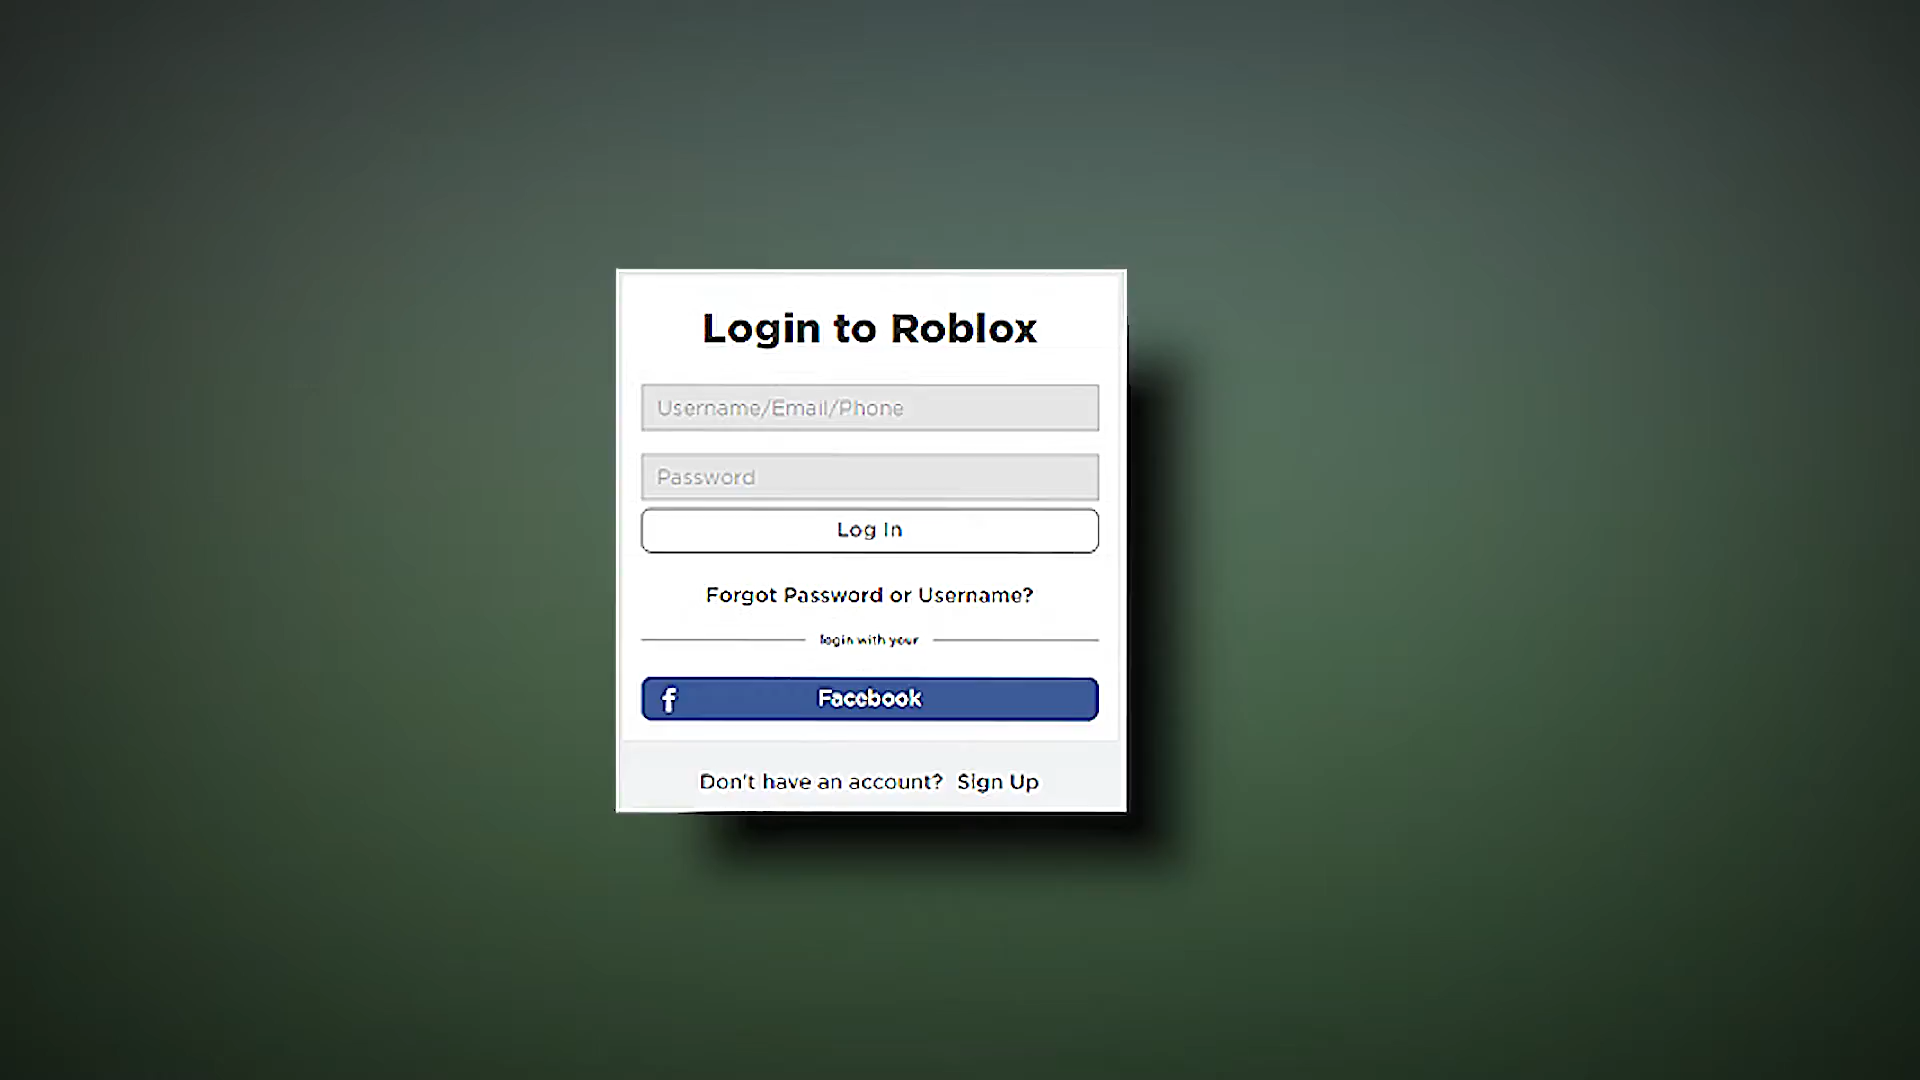 Login to Roblox
Username/Email/Phone
Password
Log In
Forgot Password or Username?
login with your
f
Facebook
Don't have an account? Sign Up